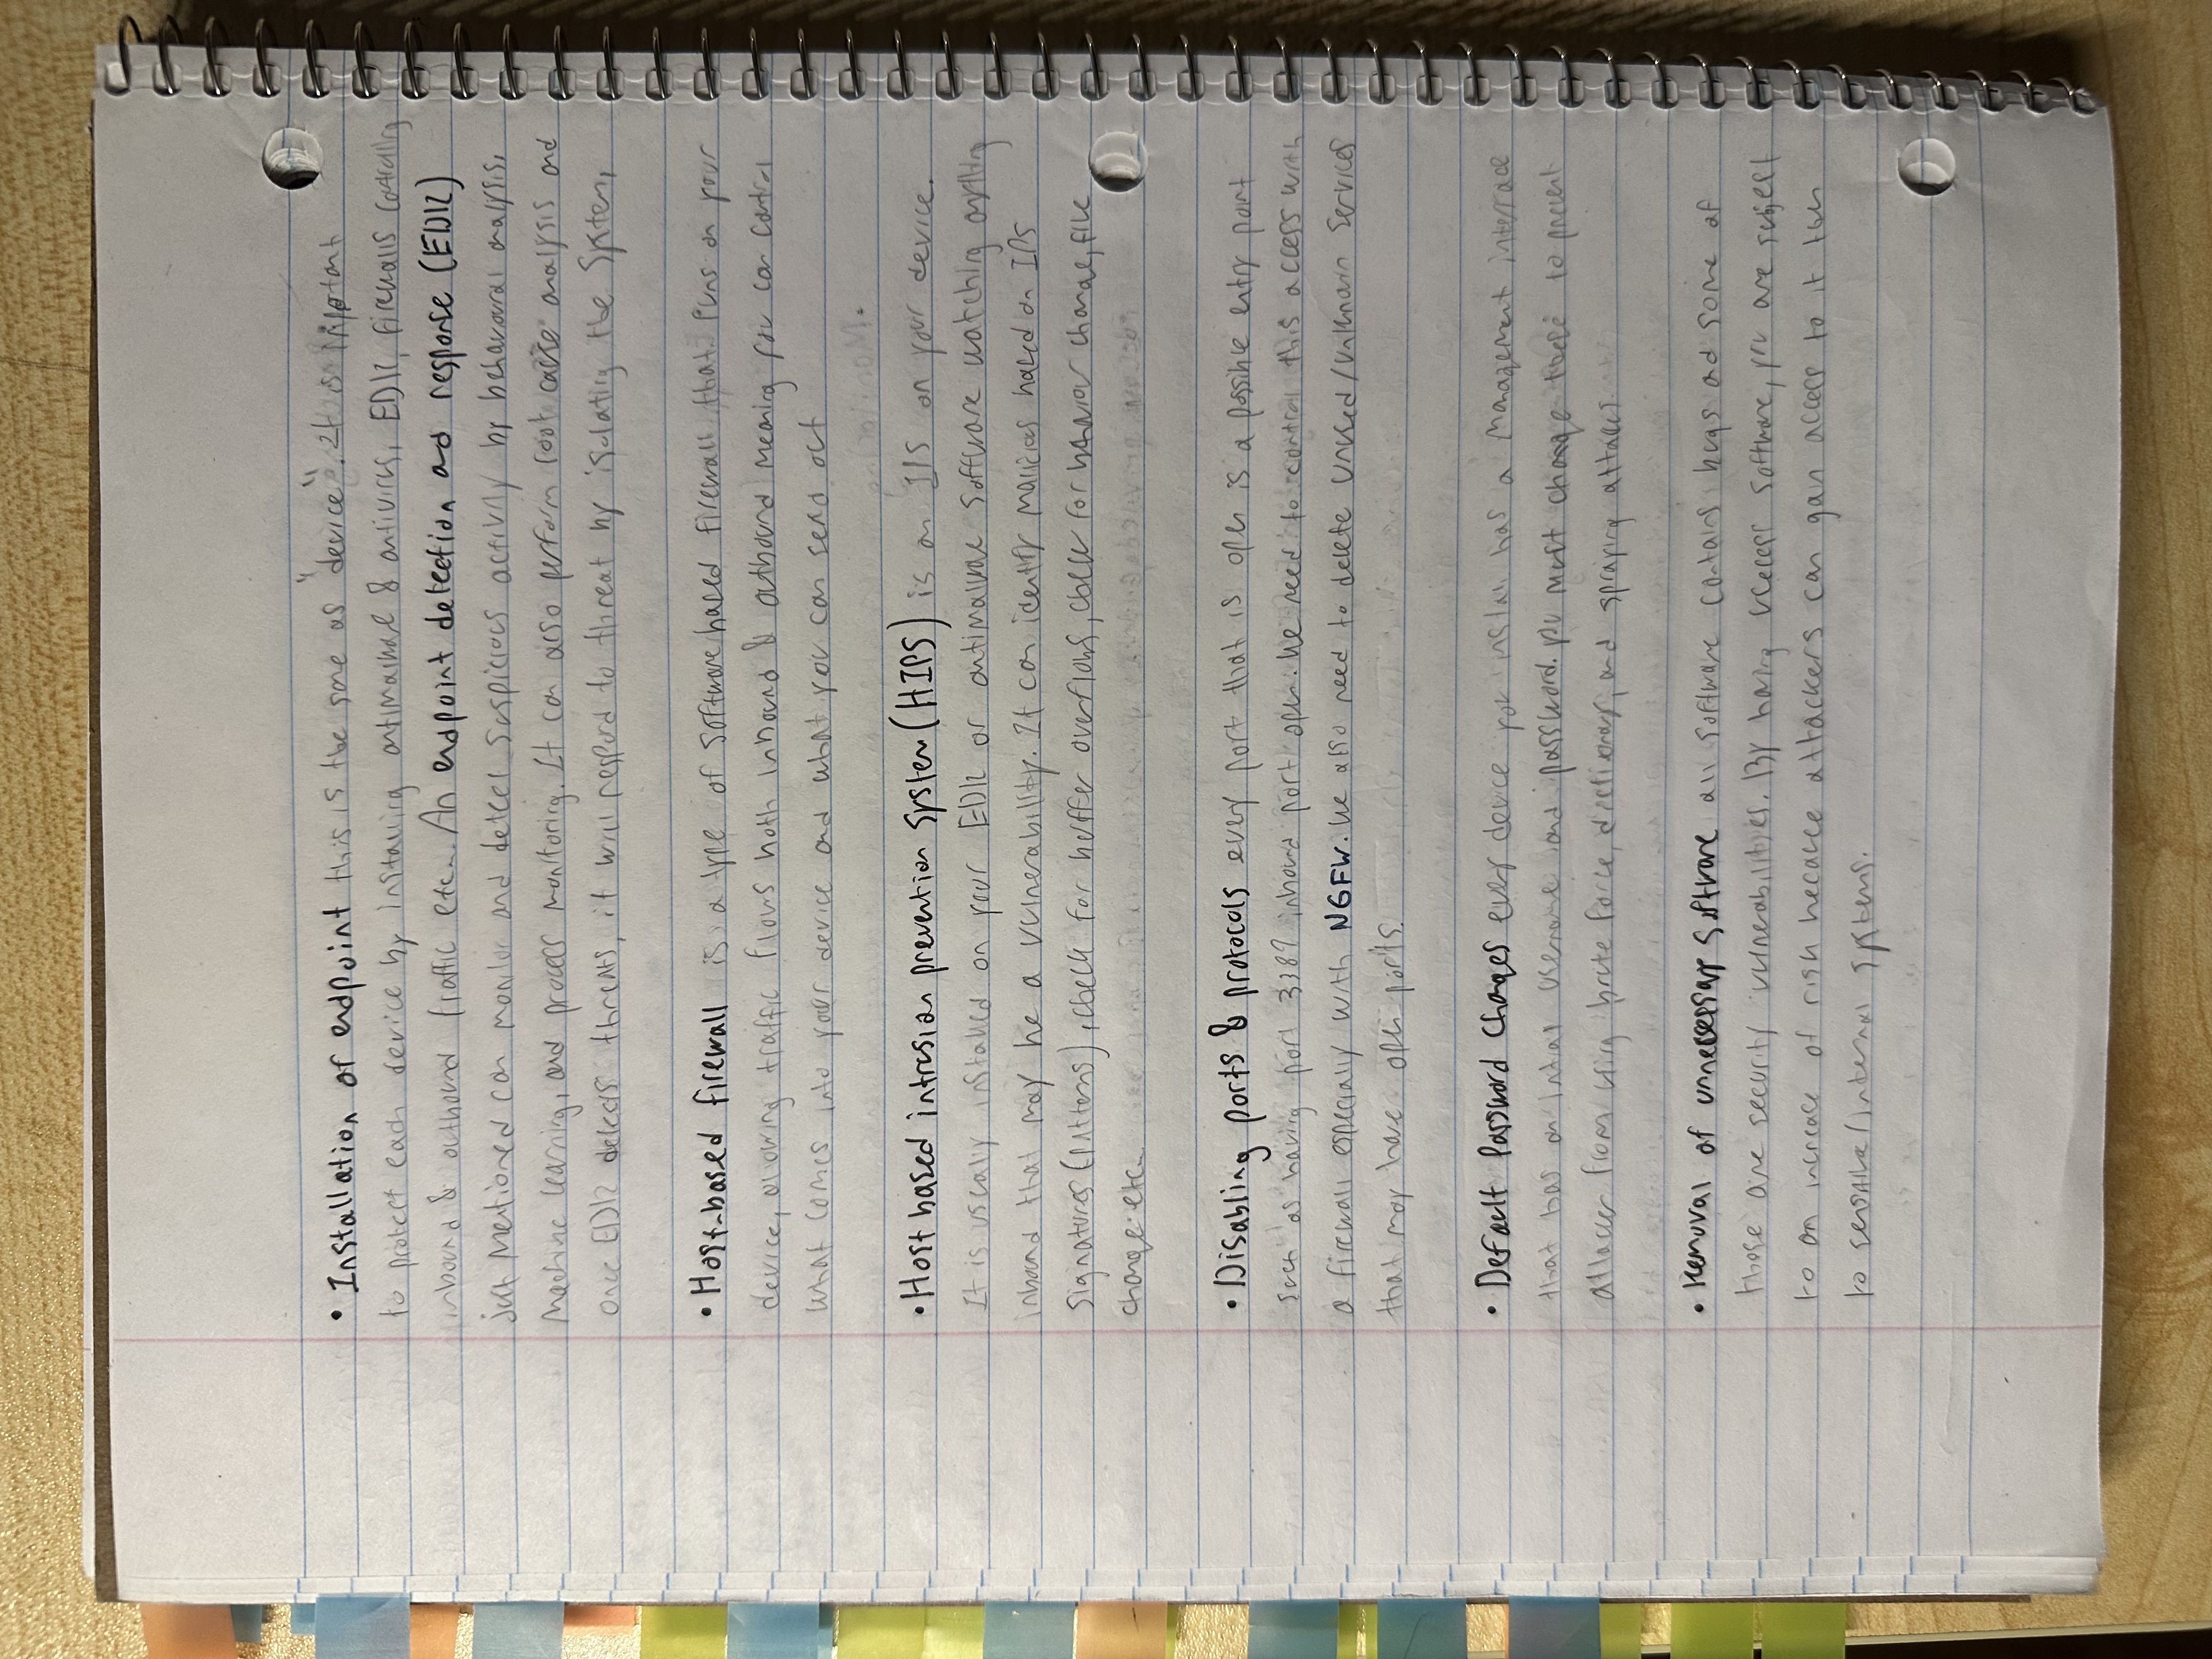 • Installation of endpoint this is the same as "device". It is important
to protect each device by installing antimalware & antivirus, EDR, firewalls controlling
inbound & outbound traffic etc.. An endpoint detection and response (EDR)
just mentioned can monitor and detect suspicious activity by behavoural analysis,
machine learning, and process monitoring. It can also perform root cause analysis and
once EDR detects threats, it will respond to threat by isolating the system,
• Host-based firewall is a type of software based firewall that runs on your
device, allowing traffic flows both inbound & outbound meaning you can control
what comes into your device and what you can send out
• Host based intrusion prevention system (HIPS) is an IPS on your device.
It is usually installed on your EDR or antimalware software watching anything
inbound that may be a vulnerability. It can identify malicious based on IPS
signatures (patterns), check for buffer overflows, check for behavior change, file
change etc..
• Disabling ports & protocols every port that is open is a possible entry point
such as having port 3389 inbound port open. We need to control this access with
a firewall especially with NGFW. We also need to delete unused/unknown services
that may have open ports.
• Default Password Changes every device you install has a management interface
that has an intial username and password. you must change these to prevent
attacker from using brute force, dictionary, and spraying attacks.
• Removal of unnecessary software all software contains bugs and some of
those are security vulnerabilities. By having useless software, you are subject
to an increase of risk because attackers can gain access to it then
to sensitive/internal systems.